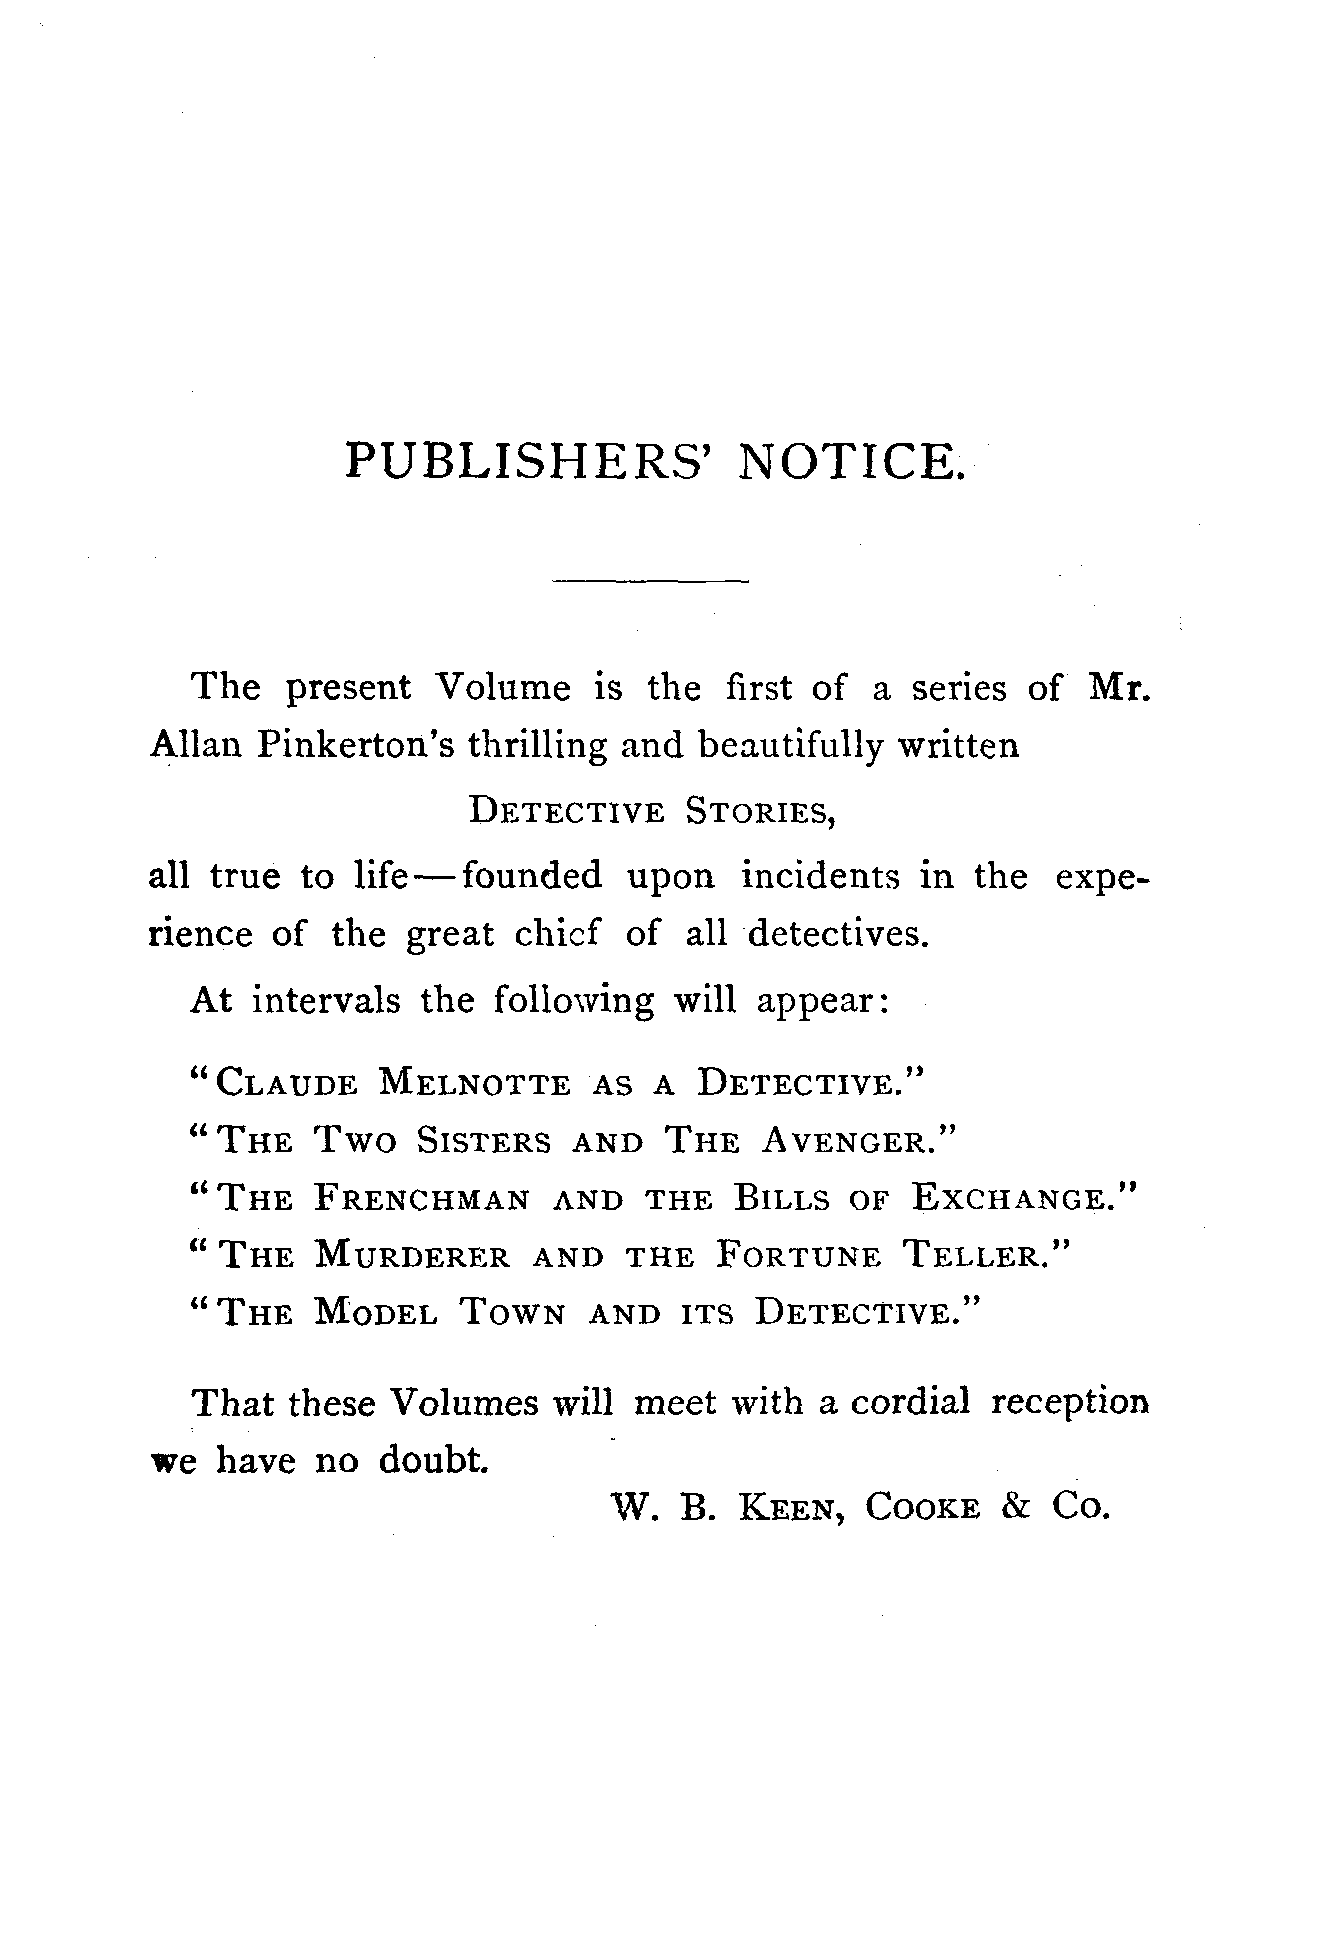 PUBLISHERS' NOTICE.
The present Volume is the first of a series of Mr.
Allan Pinkerton's thrilling and beautifully written
DETECTIVE STORIES,
all true to life—founded upon incidents in the expe-
rience of the great chief of all detectives.
At intervals the following will appear:
"CLAUDE MELNOTTE AS A DETECTIVE."
"THE TWO SISTERS AND THE AVENGER."
"THE FRENCHMAN AND THE BILLS OF EXCHANGE."
"THE MURDERER AND THE FORTUNE TELLER."
"THE MODEL TOWN AND ITS DETECTIVE."
That these Volumes will meet with a cordial reception
we have no doubt.
W. B. KEEN, COOKE & CO.